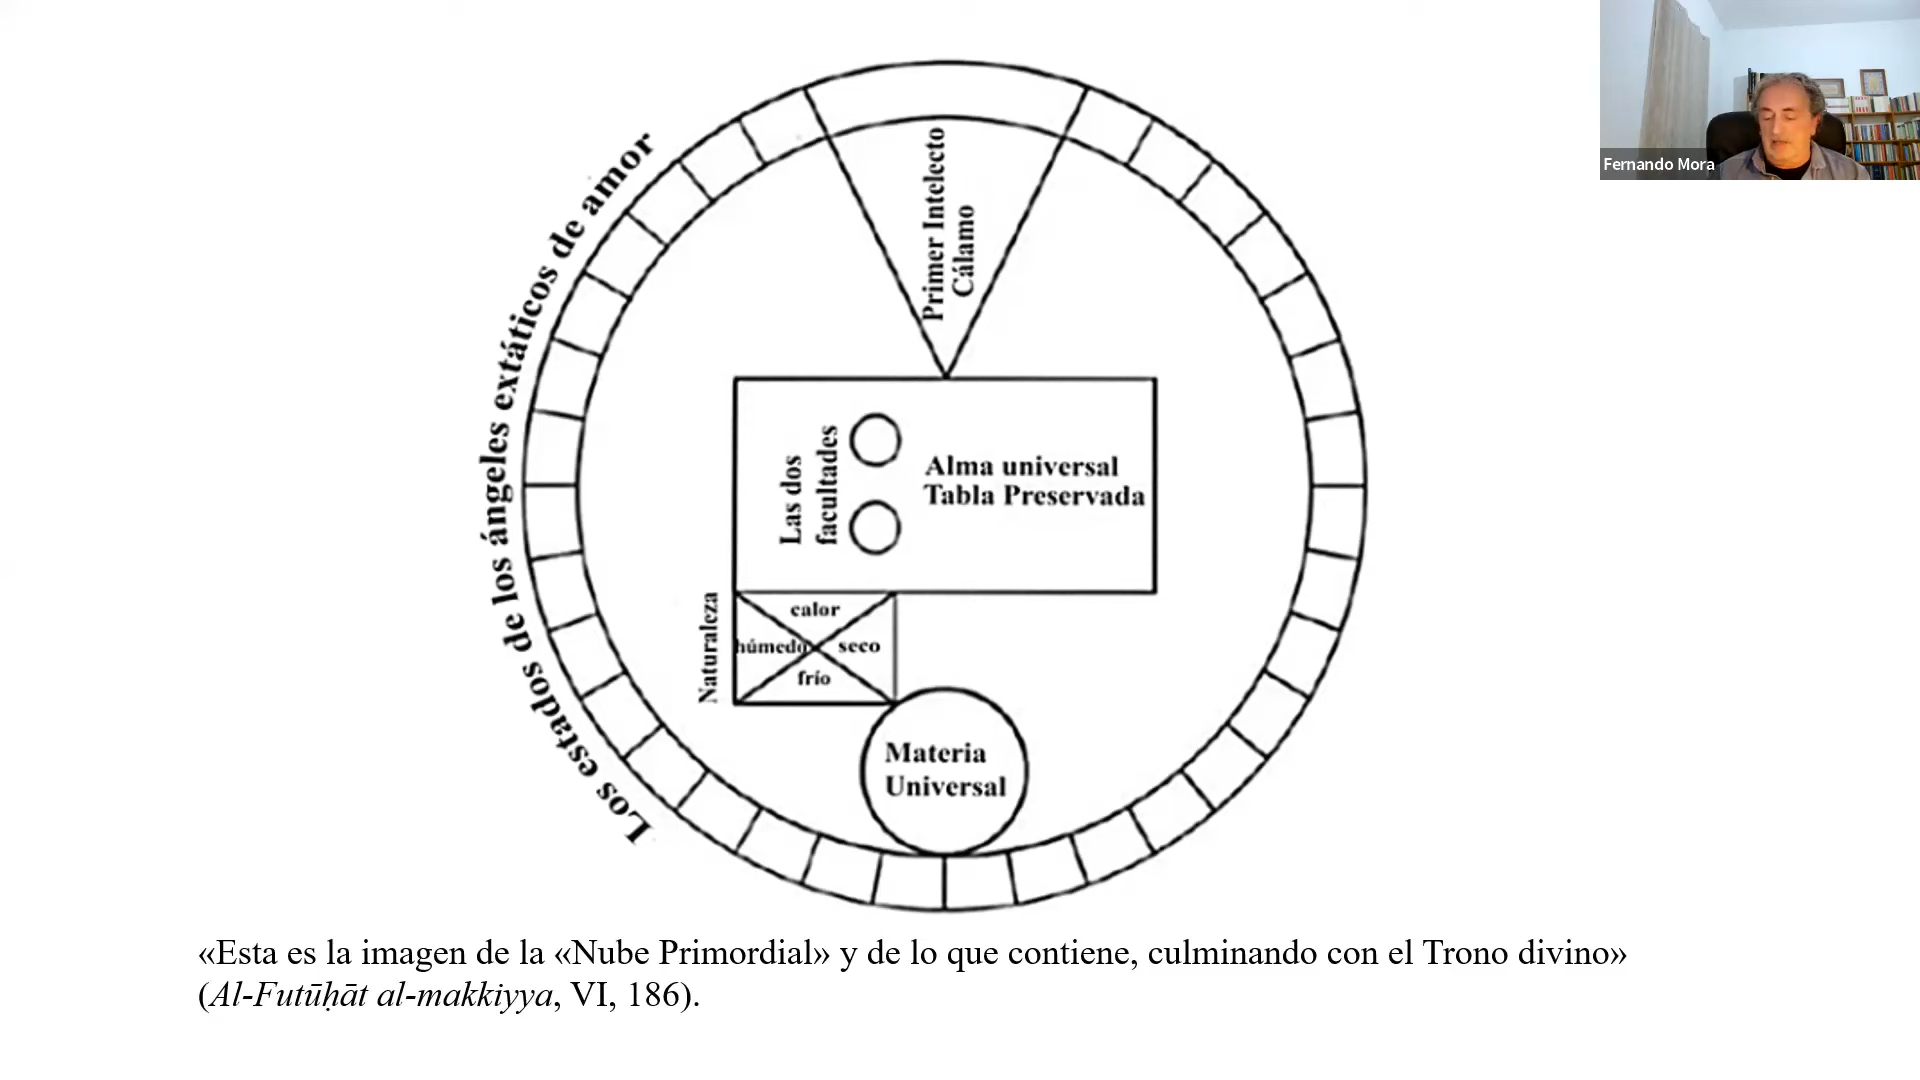 Fernando Mora
Los estados de los ángeles extáticos de amor
Primer Intelecto
Cálamo
Las dos
facultades
Alma universal
Tabla Preservada
Naturaleza
calor
húmedo
seco
frío
Materia
Universal
«Esta es la imagen de la «Nube Primordial» y de lo que contiene, culminando con el Trono divino»
(Al-Futūḥāt al-makkiyya, VI, 186).